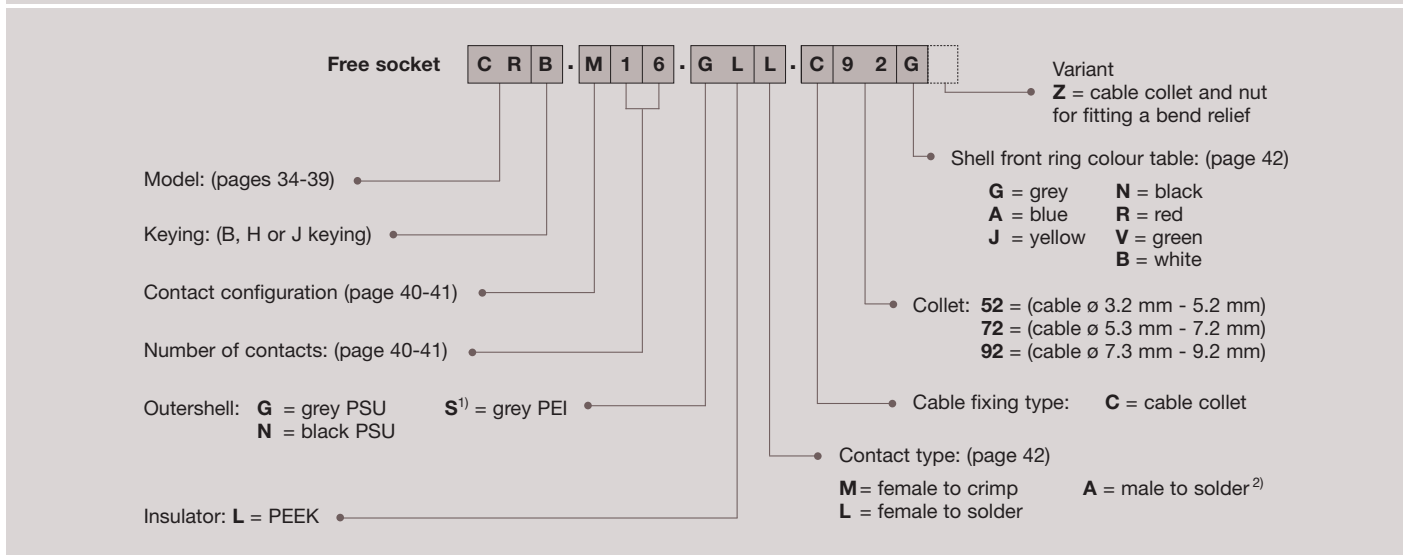 Free socket CRB.M16.GLL.C92G
Variant
Z = cable collet and nut
for fitting a bend relief
Shell front ring colour table: (page 42)
G = grey N = black
A = blue R = red
J = yellow V = green
B = white
Model: (pages 34-39)
Keying: (B, H or J keying)
Contact configuration (page 40-41)
Number of contacts: (page 40-41)
Outershell: G = grey PSU S1) = grey PEI
N = black PSU
Insulator: L = PEEK
Collet: 52 = (cable ø 3.2 mm - 5.2 mm)
72 = (cable ø 5.3 mm - 7.2 mm)
92 = (cable ø 7.3 mm - 9.2 mm)
Cable fixing type: C = cable collet
Contact type: (page 42)
M = female to crimp A = male to solder 2)
L = female to solder